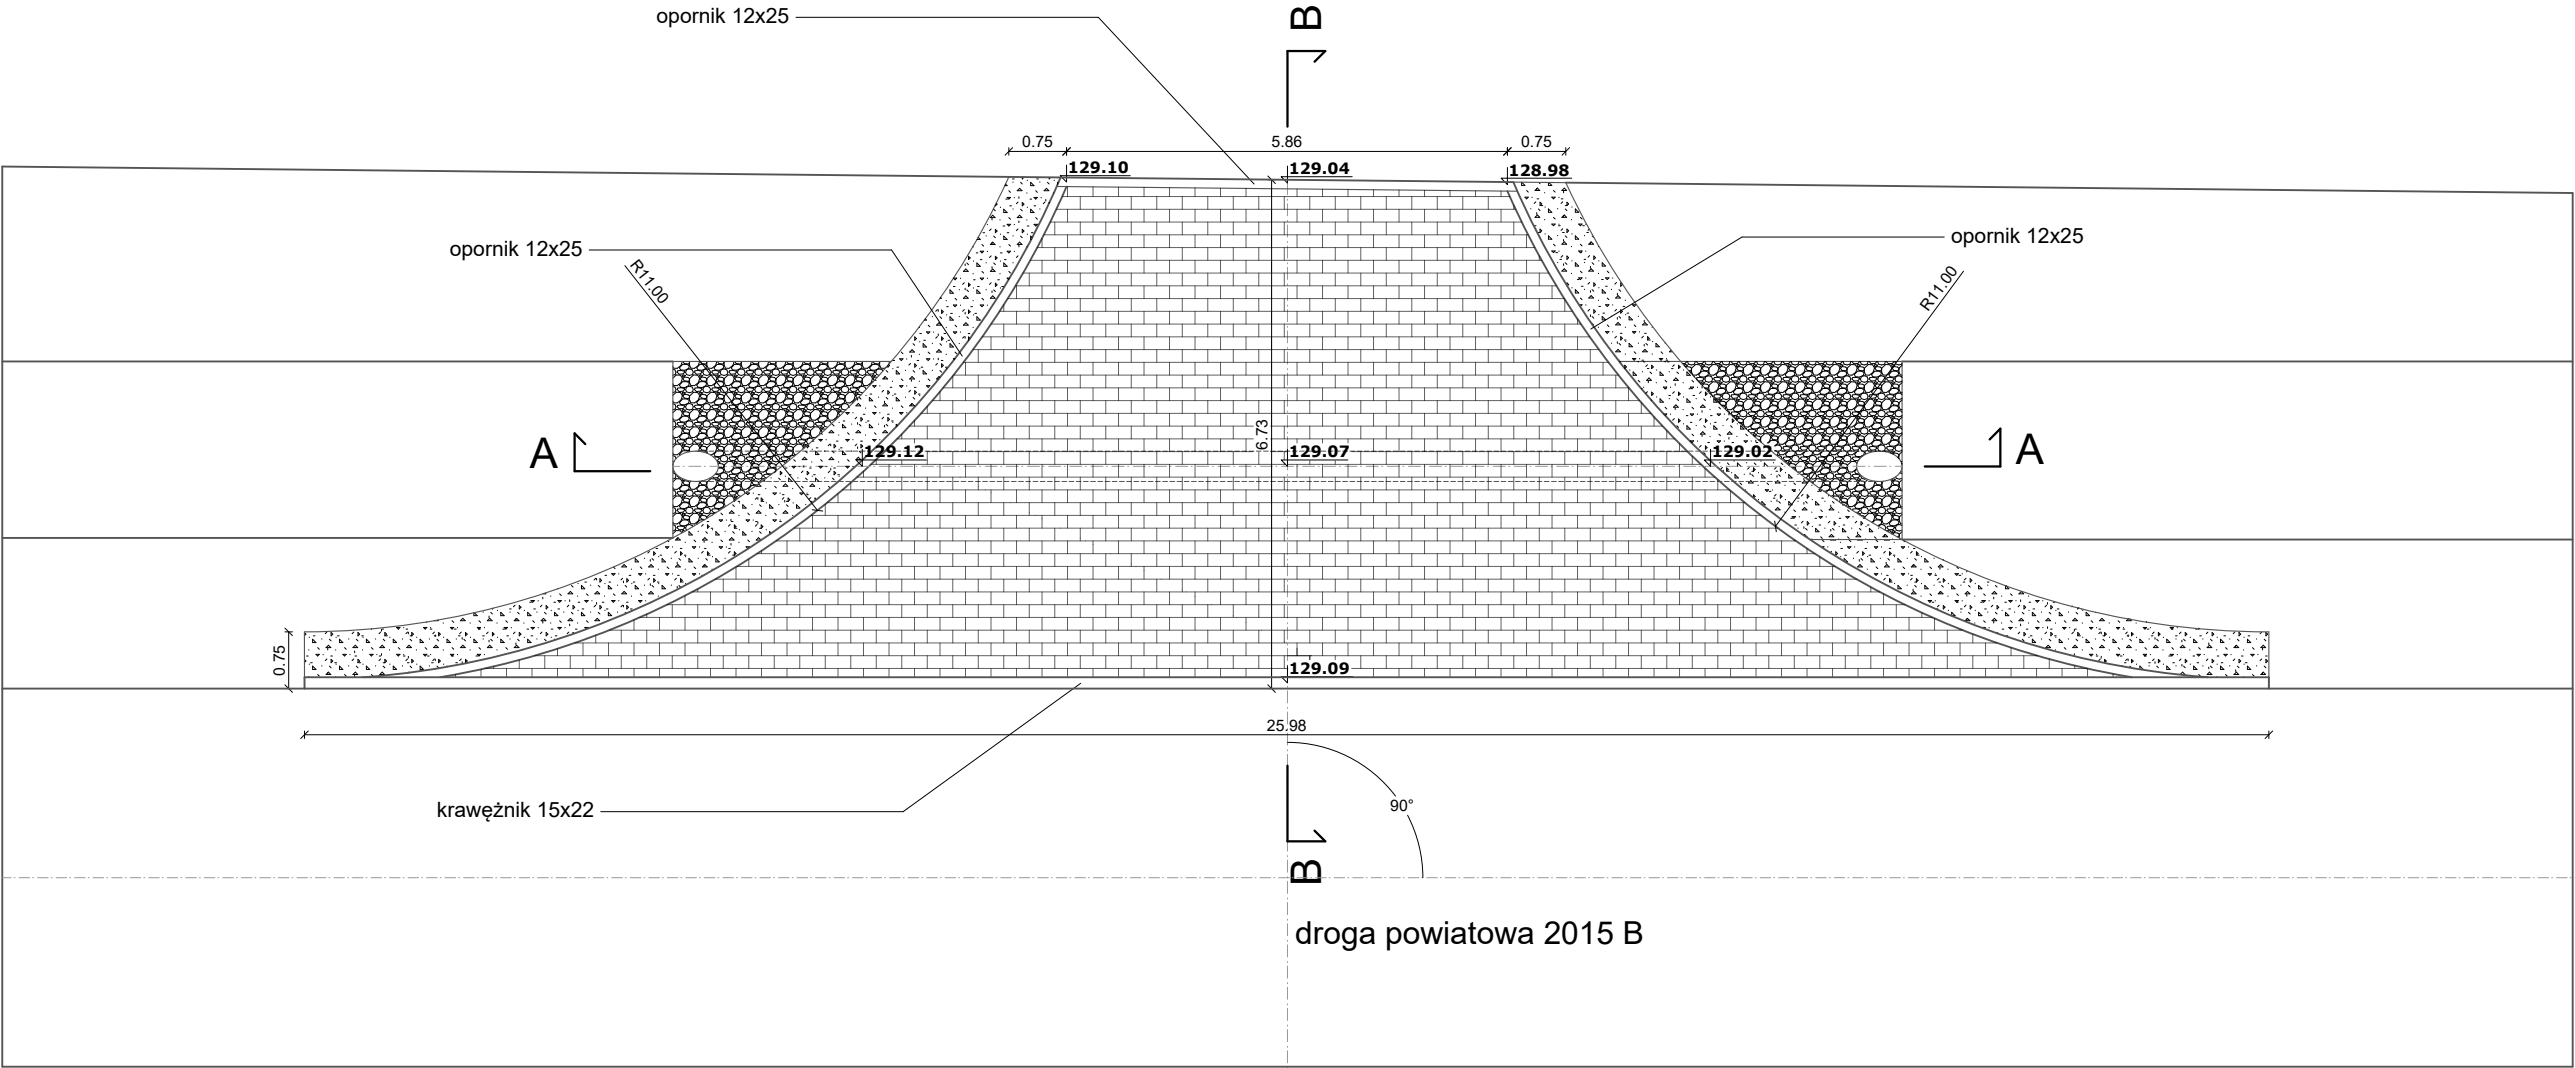 opornik 12x25
B
0.75
5.86
0.75
129.10
129.04
128.98
opornik 12x25
opornik 12x25
R11.00
R11.00
A
129.12
6.73
129.07
129.02
A
0.75
129.09
25.98
krawężnik 15x22
90°
B
droga powiatowa 2015 B